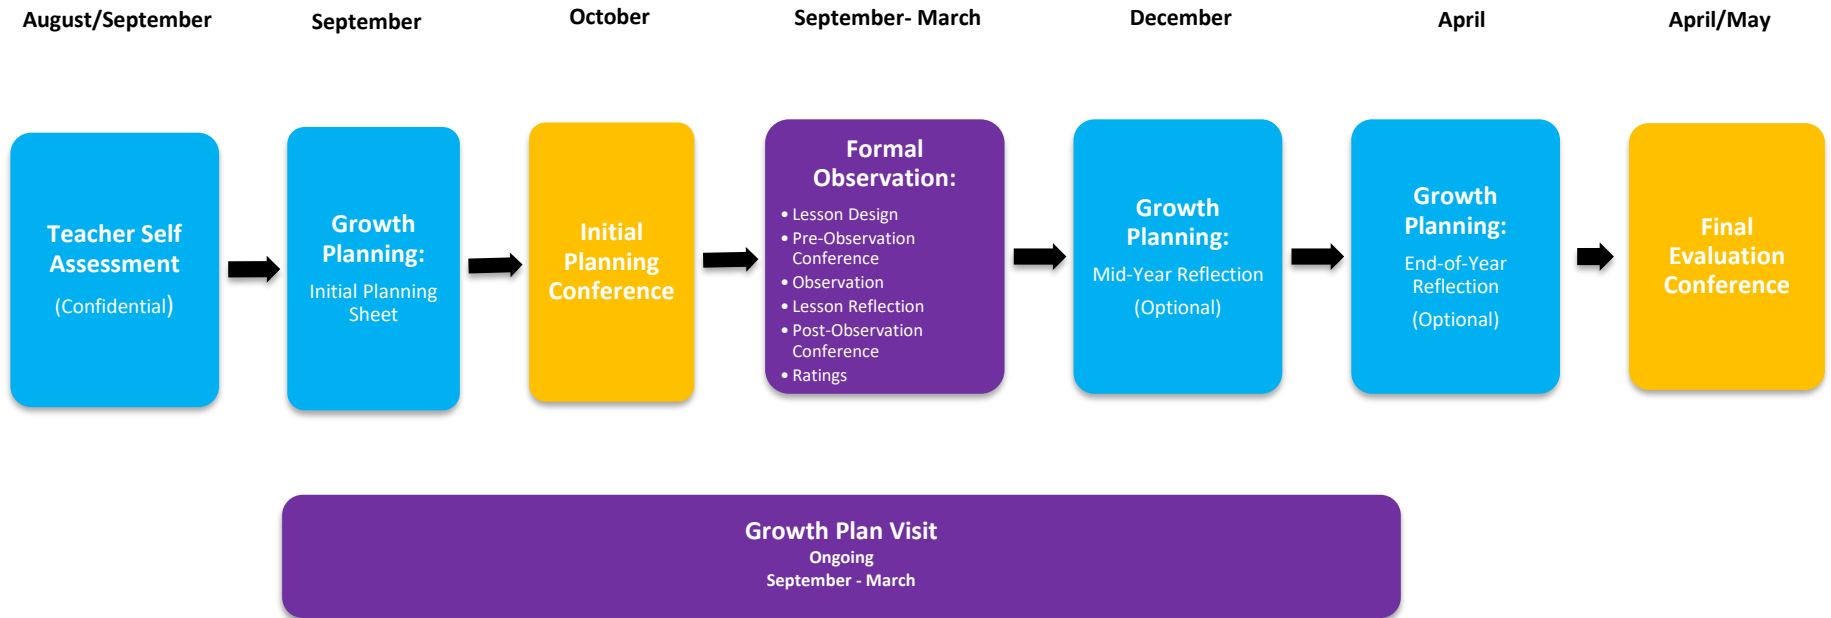 August/September
September
October
September- March
December
April
April/May
Teacher Self
Assessment
(Confidential)
Growth
Planning:
Initial Planning
Sheet
Initial
Planning
Conference
Formal
Observation:
• Lesson Design
• Pre-Observation
Conference
• Observation
• Lesson Reflection
• Post-Observation
Conference
• Ratings
Growth
Planning:
Mid-Year Reflection
(Optional)
Growth
Planning:
End-of-Year
Reflection
(Optional)
Final
Evaluation
Conference
Growth Plan Visit
Ongoing
September - March